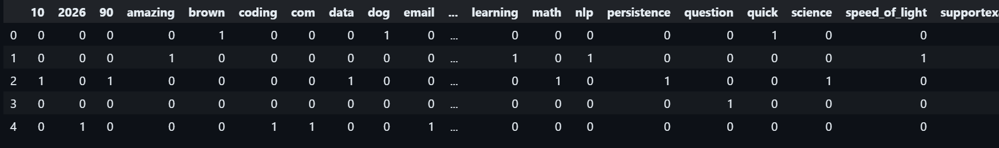 10 2026 90 amazing brown coding com data dog email ... learning math nlp persistence question quick science speed_of_light supportexa
0 0 0 0 0 1 0 0 0 1 0 ... 0 0 0 0 0 1 0 0
1 0 0 0 1 0 0 0 0 0 0 ... 1 0 1 0 0 0 0 1
2 1 0 1 0 0 0 0 1 0 0 ... 0 1 0 1 0 0 1 0
3 0 0 0 0 0 0 0 0 0 0 ... 0 0 0 0 1 0 0 0
4 0 1 0 0 0 1 1 0 0 1 ... 0 0 0 0 0 0 0 0